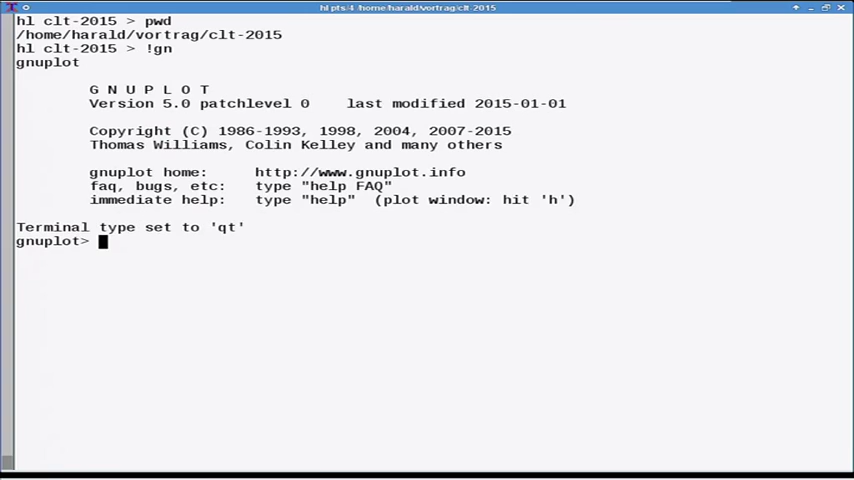 hl pts/4 /home/harald/vortrag/clt-2015
hl clt-2015 > pwd
/home/harald/vortrag/clt-2015
hl clt-2015 > !gn
gnuplot
G N U P L O T
Version 5.0 patchlevel 0    last modified 2015-01-01
Copyright (C) 1986-1993, 1998, 2004, 2007-2015
Thomas Williams, Colin Kelley and many others
gnuplot home:     http://www.gnuplot.info
faq, bugs, etc:   type "help FAQ"
immediate help:   type "help"  (plot window: hit 'h')
Terminal type set to 'qt'
gnuplot>